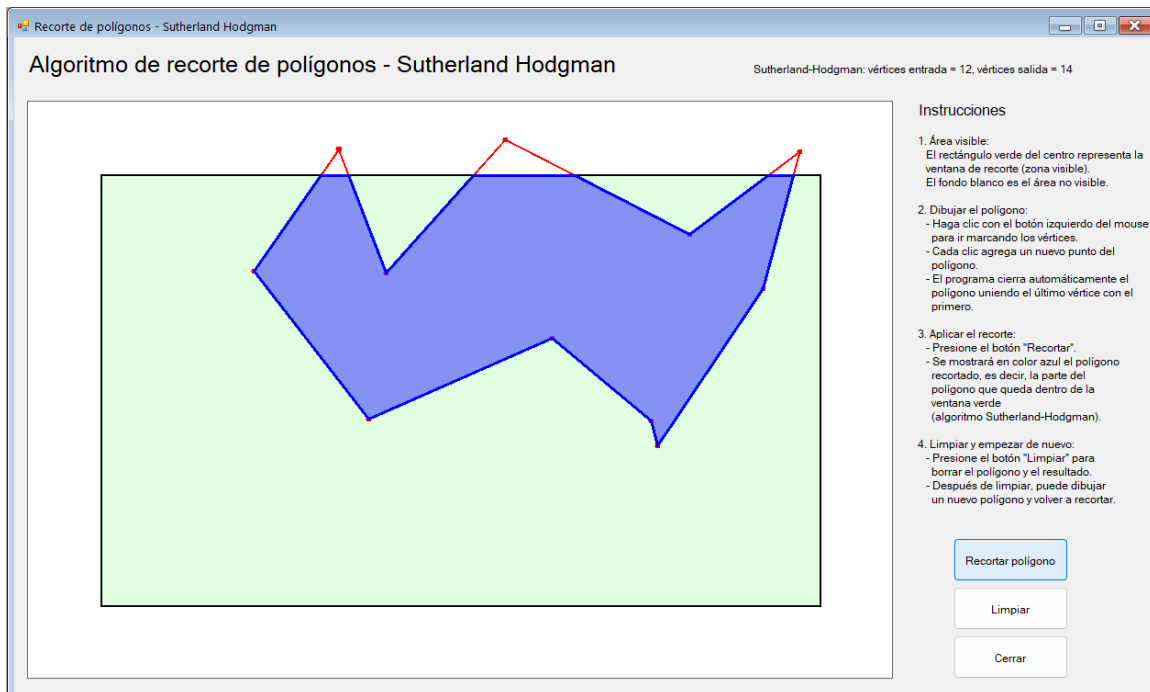 Recorte de polígonos - Sutherland Hodgman
Algoritmo de recorte de polígonos - Sutherland Hodgman
Sutherland-Hodgman: vértices entrada = 12, vértices salida = 14
Instrucciones
1. Área visible:
El rectángulo verde del centro representa la
ventana de recorte (zona visible).
El fondo blanco es el área no visible.
2. Dibujar el polígono:
- Haga clic con el botón izquierdo del mouse
para ir marcando los vértices.
- Cada clic agrega un nuevo punto del
polígono.
- El programa cierra automáticamente el
polígono uniendo el último vértice con el
primero.
3. Aplicar el recorte:
- Presione el botón "Recortar".
- Se mostrará en color azul el polígono
recortado, es decir, la parte del
polígono que queda dentro de la
ventana verde
(algoritmo Sutherland-Hodgman).
4. Limpiar y empezar de nuevo:
- Presione el botón "Limpiar" para
borrar el polígono y el resultado.
- Después de limpiar, puede dibujar
un nuevo polígono y volver a recortar.
Recortar polígono
Limpiar
Cerrar